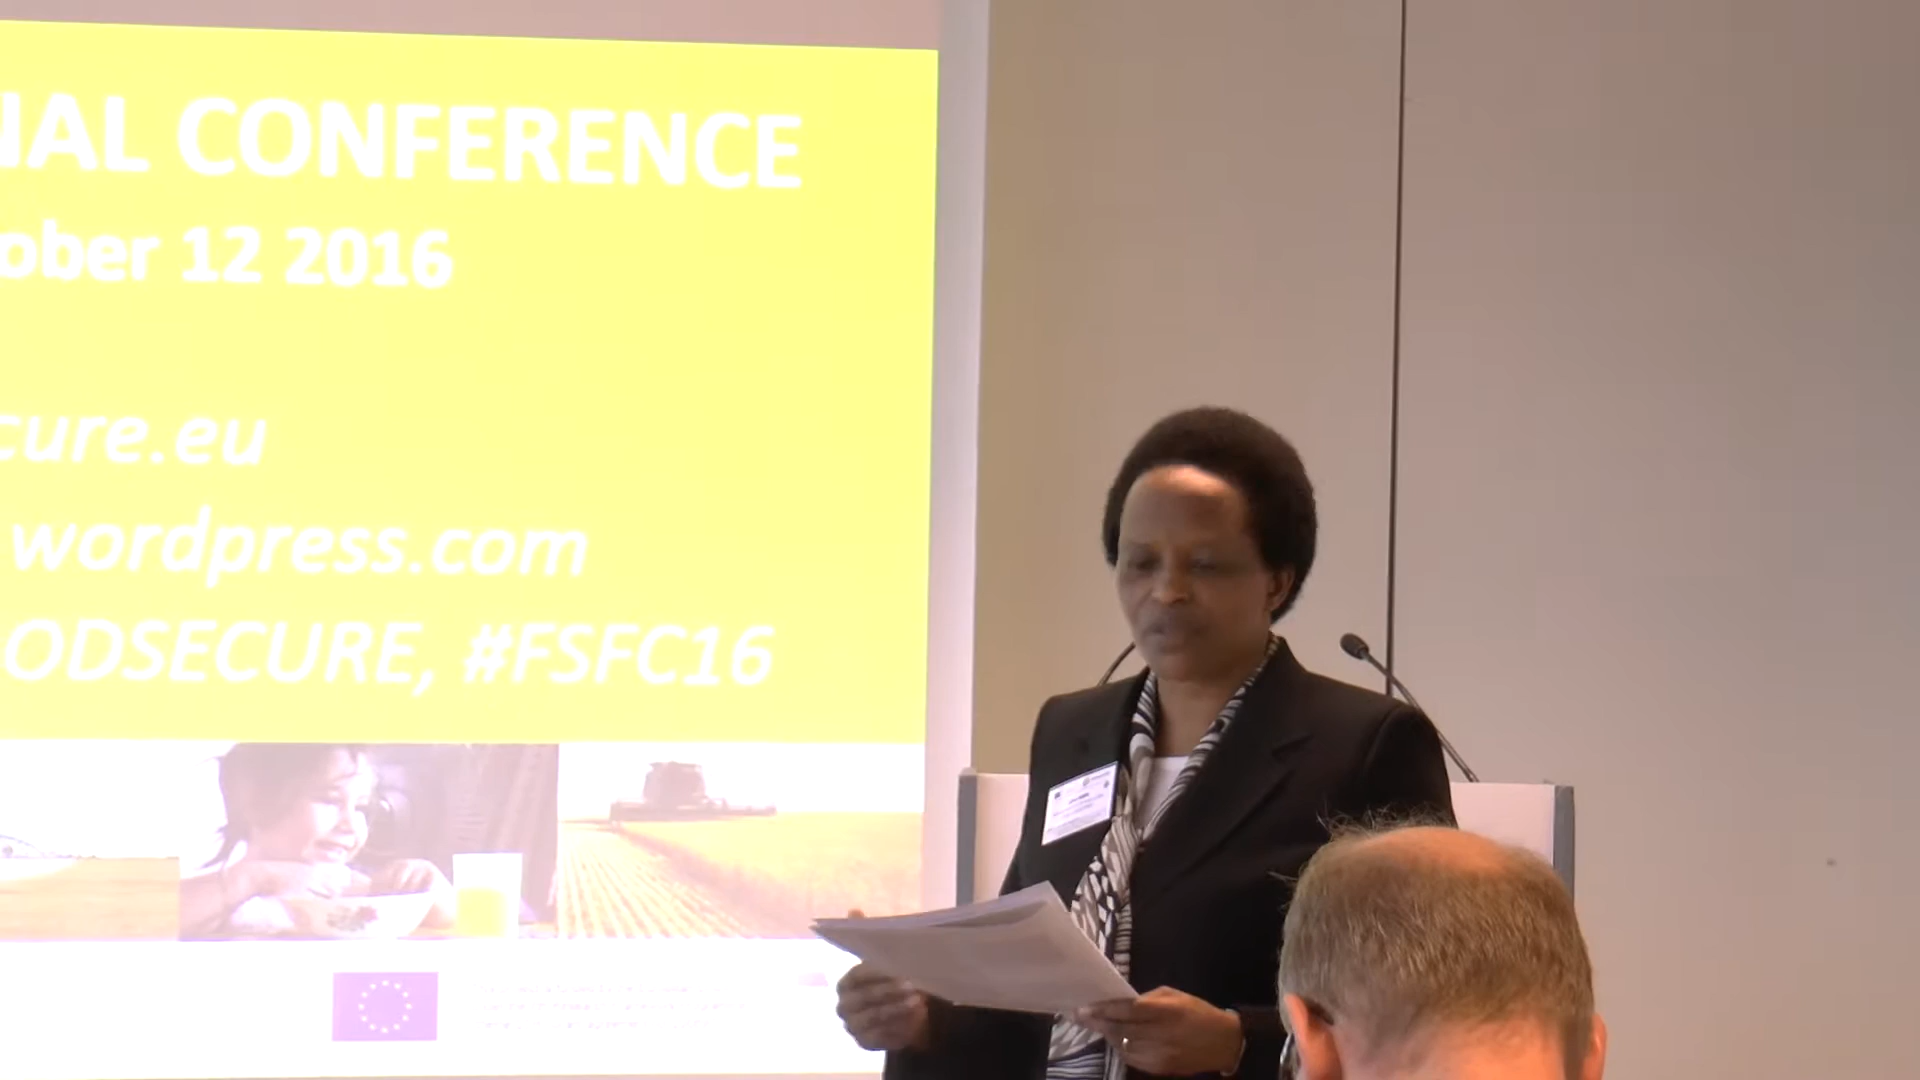 NAL CONFERENCE
ober 12 2016
cure.eu
wordpress.com
ODSECURE, #FSFC16